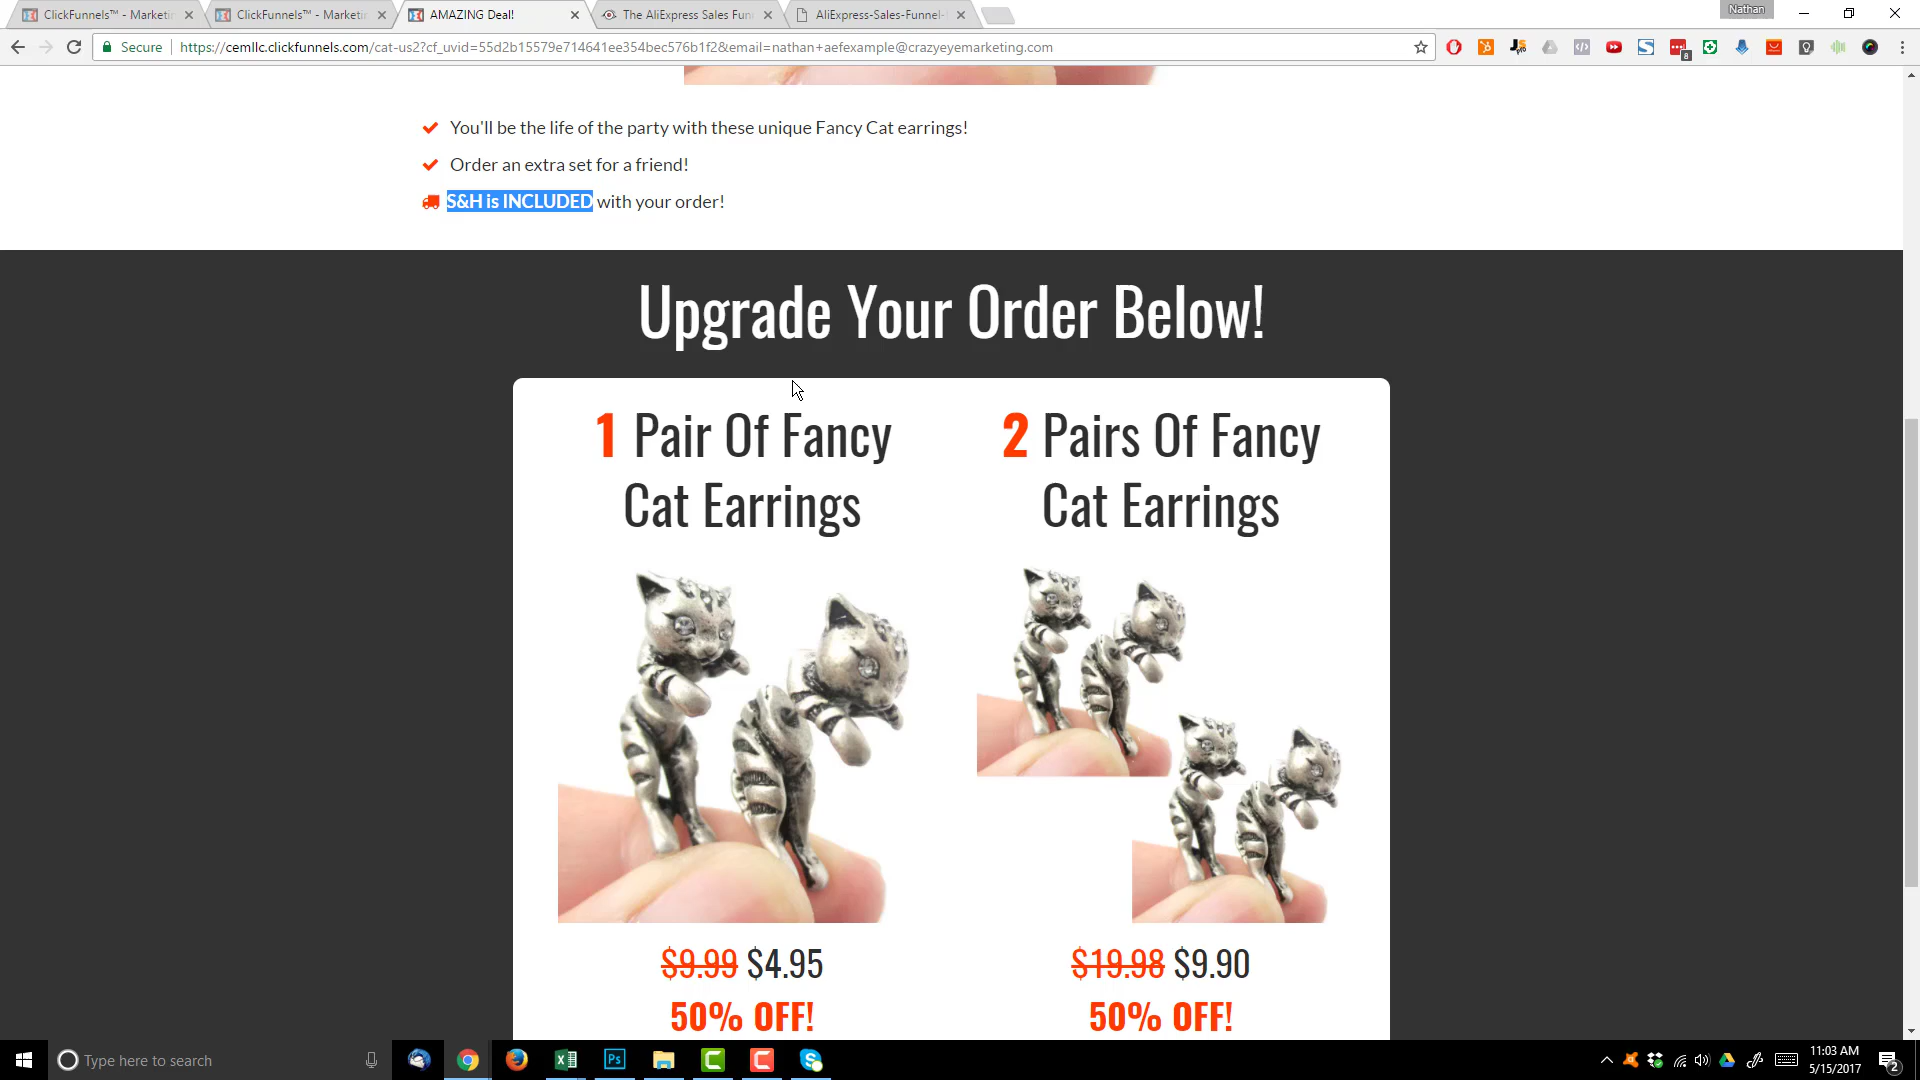 ClickFunnels™ - Marketin
ClickFunnels™ - Marketin
AMAZING Deal!
The AliExpress Sales Fun
AliExpress-Sales-Funnel-
Nathan
Secure
https://cemllc.clickfunnels.com/cat-us2?cf_uvid=55d2b15579e714641ee354bec576b1f2&email=nathan+aefexample@crazyeyemarketing.com
8
You'll be the life of the party with these unique Fancy Cat earrings!
Order an extra set for a friend!
S&H is INCLUDED with your order!
Upgrade Your Order Below!
1 Pair Of Fancy
Cat Earrings
2 Pairs Of Fancy
Cat Earrings
$9.99 $4.95
50% OFF!
$19.98 $9.90
50% OFF!
Type here to search
Ps
11:03 AM
5/15/2017
2